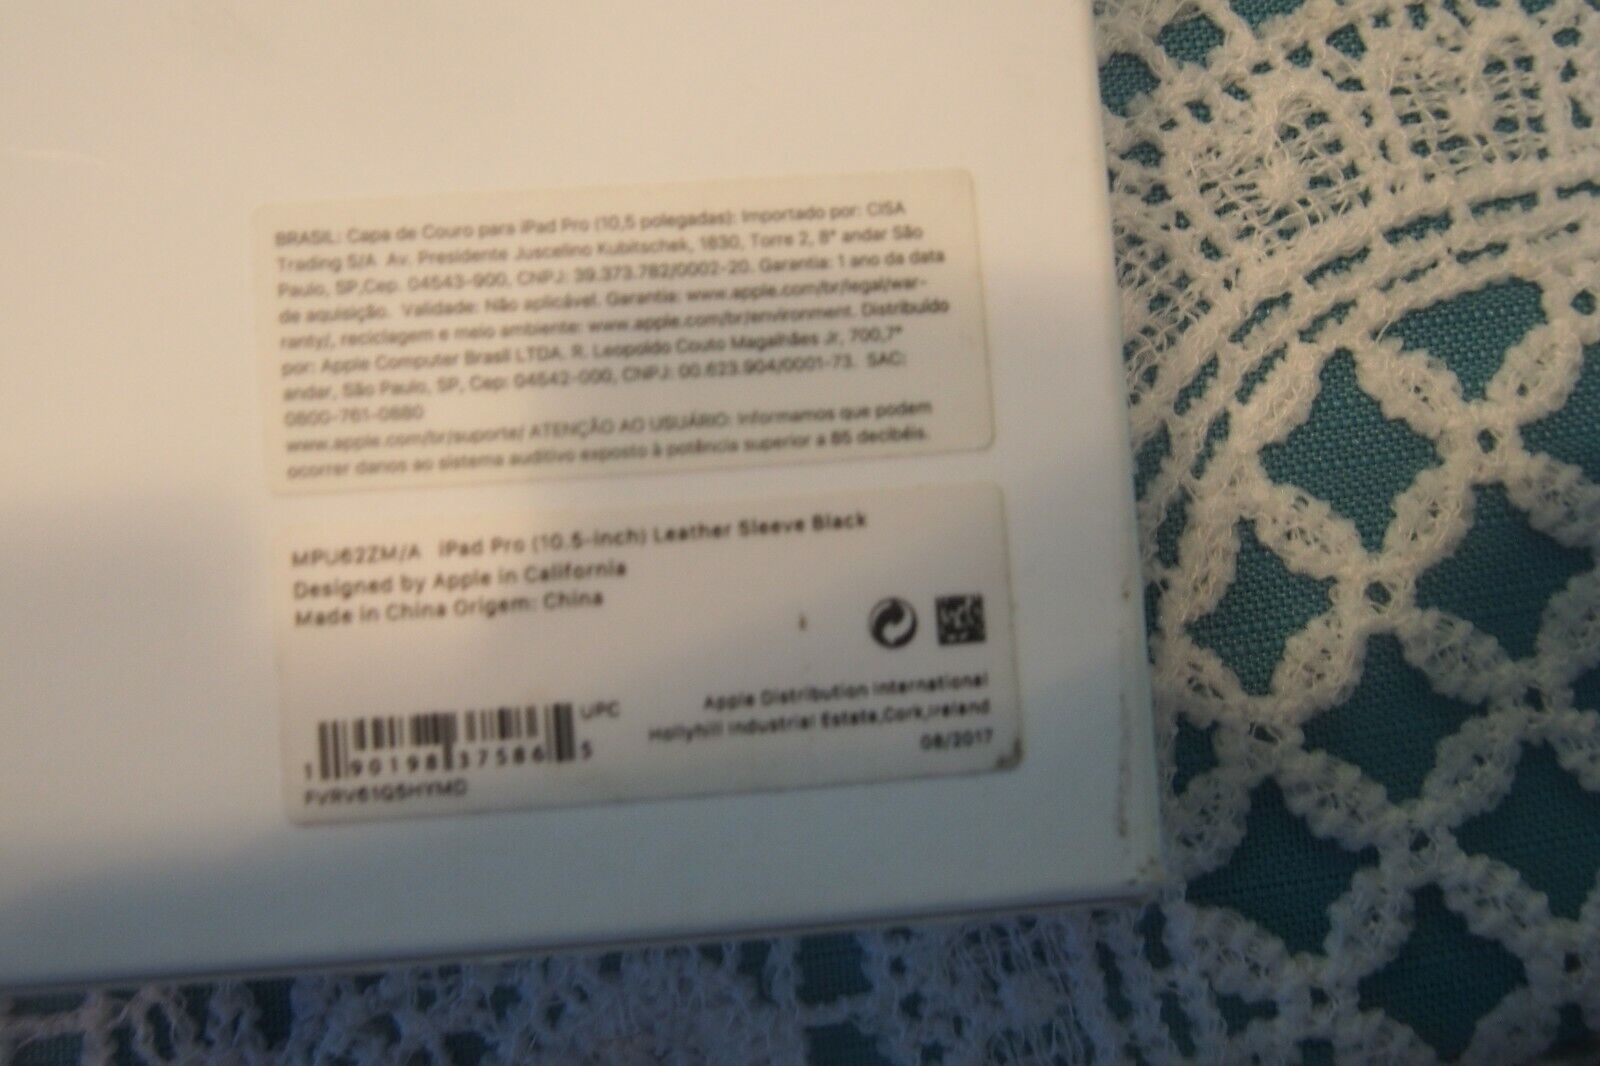 BRASIL: Capa de Couro para iPad Pro (10,5 polegadas): Importado por: CISA
Trading S/A Av. Presidente Juscelino Kubitschek, 1830, Torre 2, 8º andar São
Paulo, SP,Cep. 04543-900, CNPJ: 39.373.782/0002-20. Garantia: 1 ano da data
de aquisição. Validade: Não aplicável. Garantia: www.apple.com/br/legal/war-
ranty/, reciclagem e meio ambiente: www.apple.com/br/environment. Distribuído
por: Apple Computer Brasil LTDA. R. Leopoldo Couto Magalhães Jr, 700,7º
andar, São Paulo, SP, Cep: 04542-000, CNPJ: 00.623.904/0001-73. SAC:
0800-761-0880
www.apple.com/br/suporte/ ATENÇÃO AO USUÁRIO: Informamos que podem
ocorrer danos ao sistema auditivo exposto à potência superior a 85 decibéis.
MPU62ZM/A iPad Pro (10.5-inch) Leather Sleeve Black
Designed by Apple in California
Made in China Origem: China
Apple Distribution International
Hollyhill Industrial Estate,Cork,Ireland
08/2017
UPC
1 90198 37586 5
FVRV61Q5HYMD